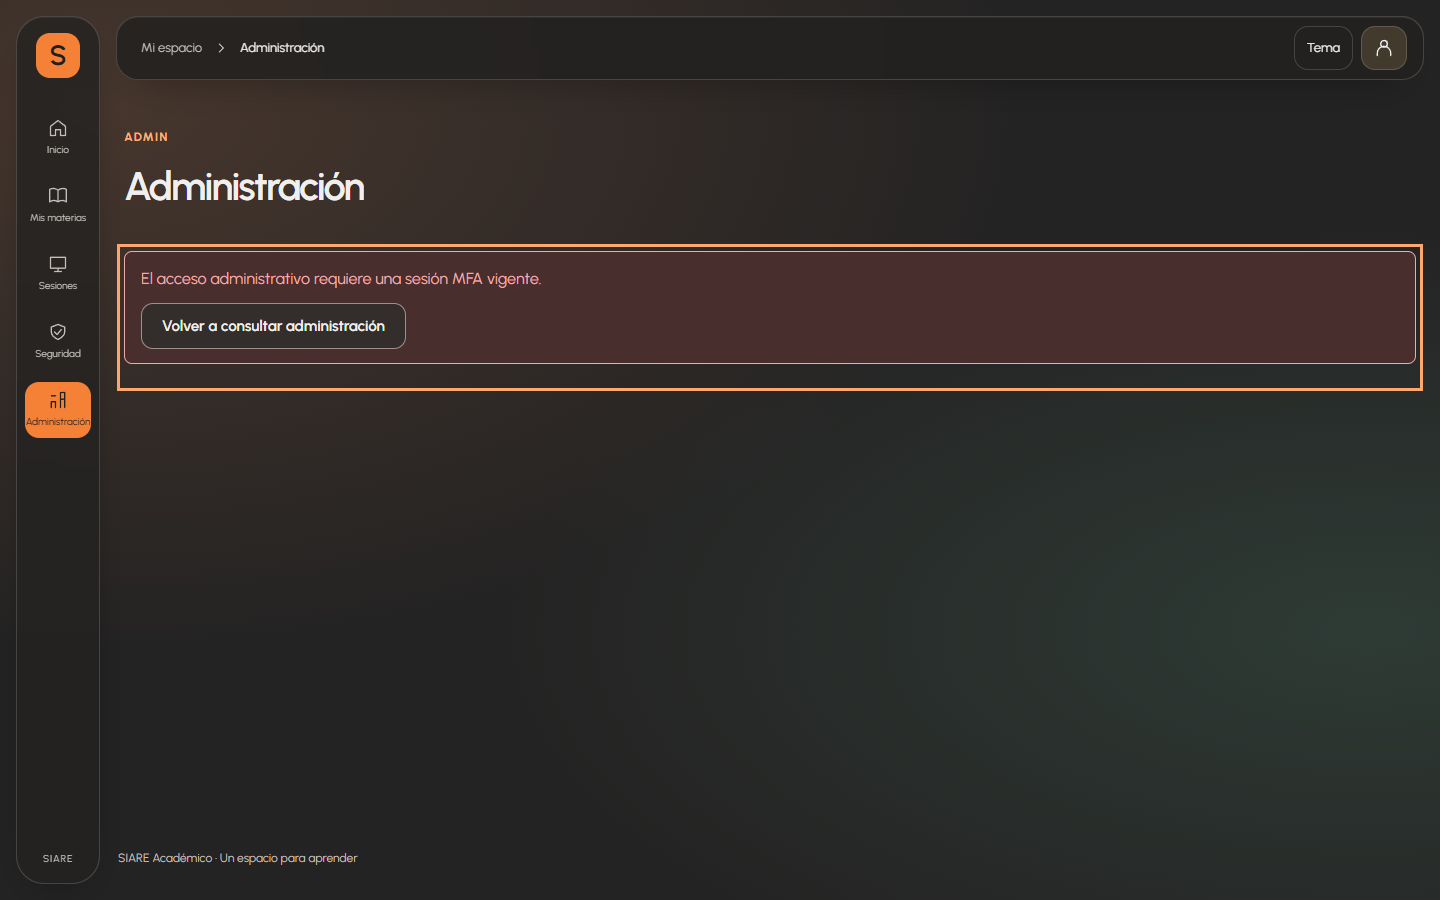 S
Mi espacio > Administración
Tema
Inicio
Mis materias
Sesiones
Seguridad
Administración
SIARE
ADMIN
Administración
El acceso administrativo requiere una sesión MFA vigente.
Volver a consultar administración
SIARE Académico · Un espacio para aprender